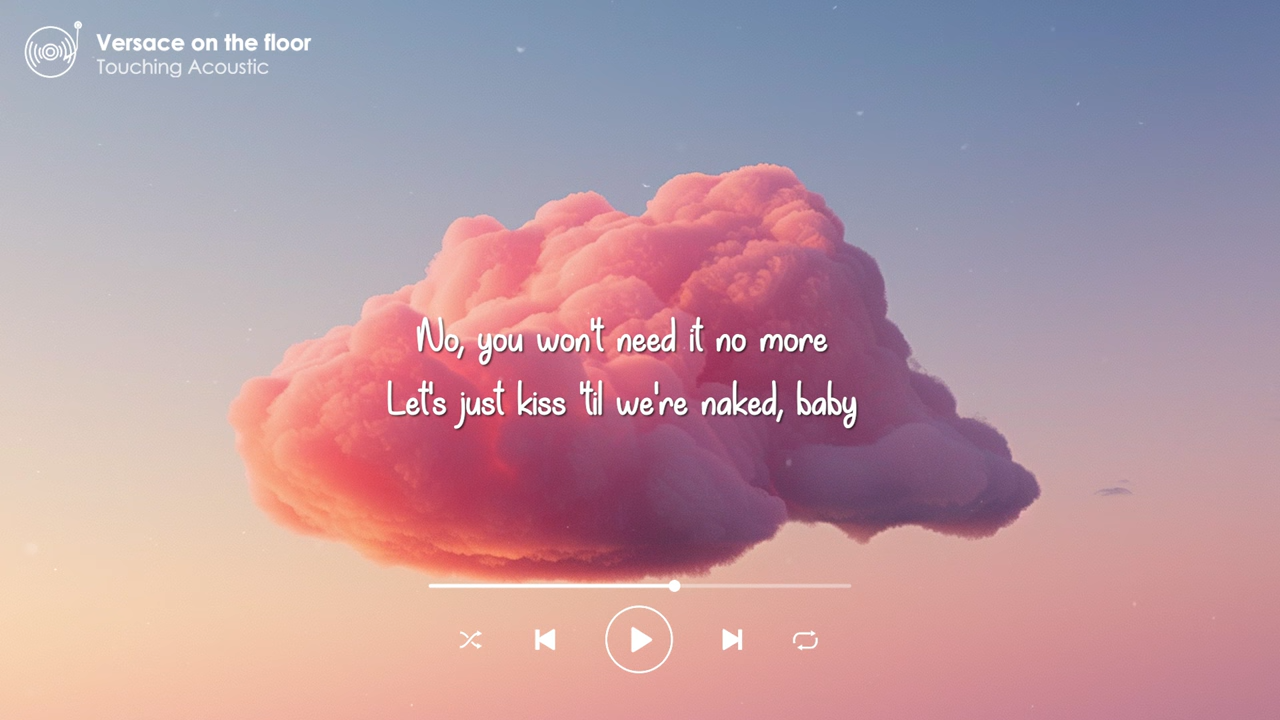 Versace on the floor
Touching Acoustic
No, you won't need it no more
Let's just kiss 'til we're naked, baby